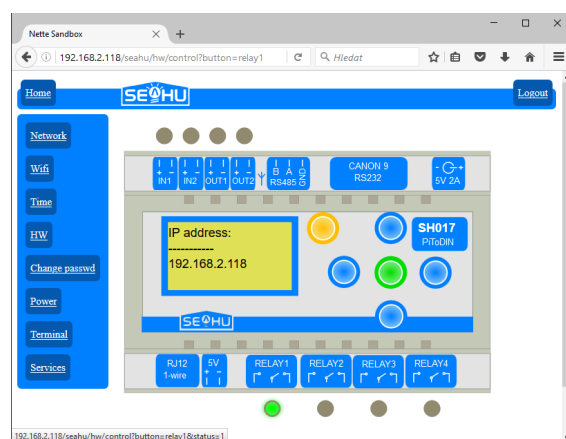 Nette Sandbox
192.168.2.118/seahu/hw/control?button=relay1
Hledat
Home
SEAHU
Logout
Network
Wifi
Time
HW
Change passwd
Power
Terminal
Services
IN1 IN2 OUT1 OUT2
B A GND
RS485
CANON 9
RS232
- +
5V 2A
IP address:
----------
192.168.2.118
SH017
PiToDIN
SEAHU
RJ12
1-wire
5V
+ -
RELAY1 RELAY2 RELAY3 RELAY4
192.168.2.118/seahu/hw/control?button=relay1&status=1